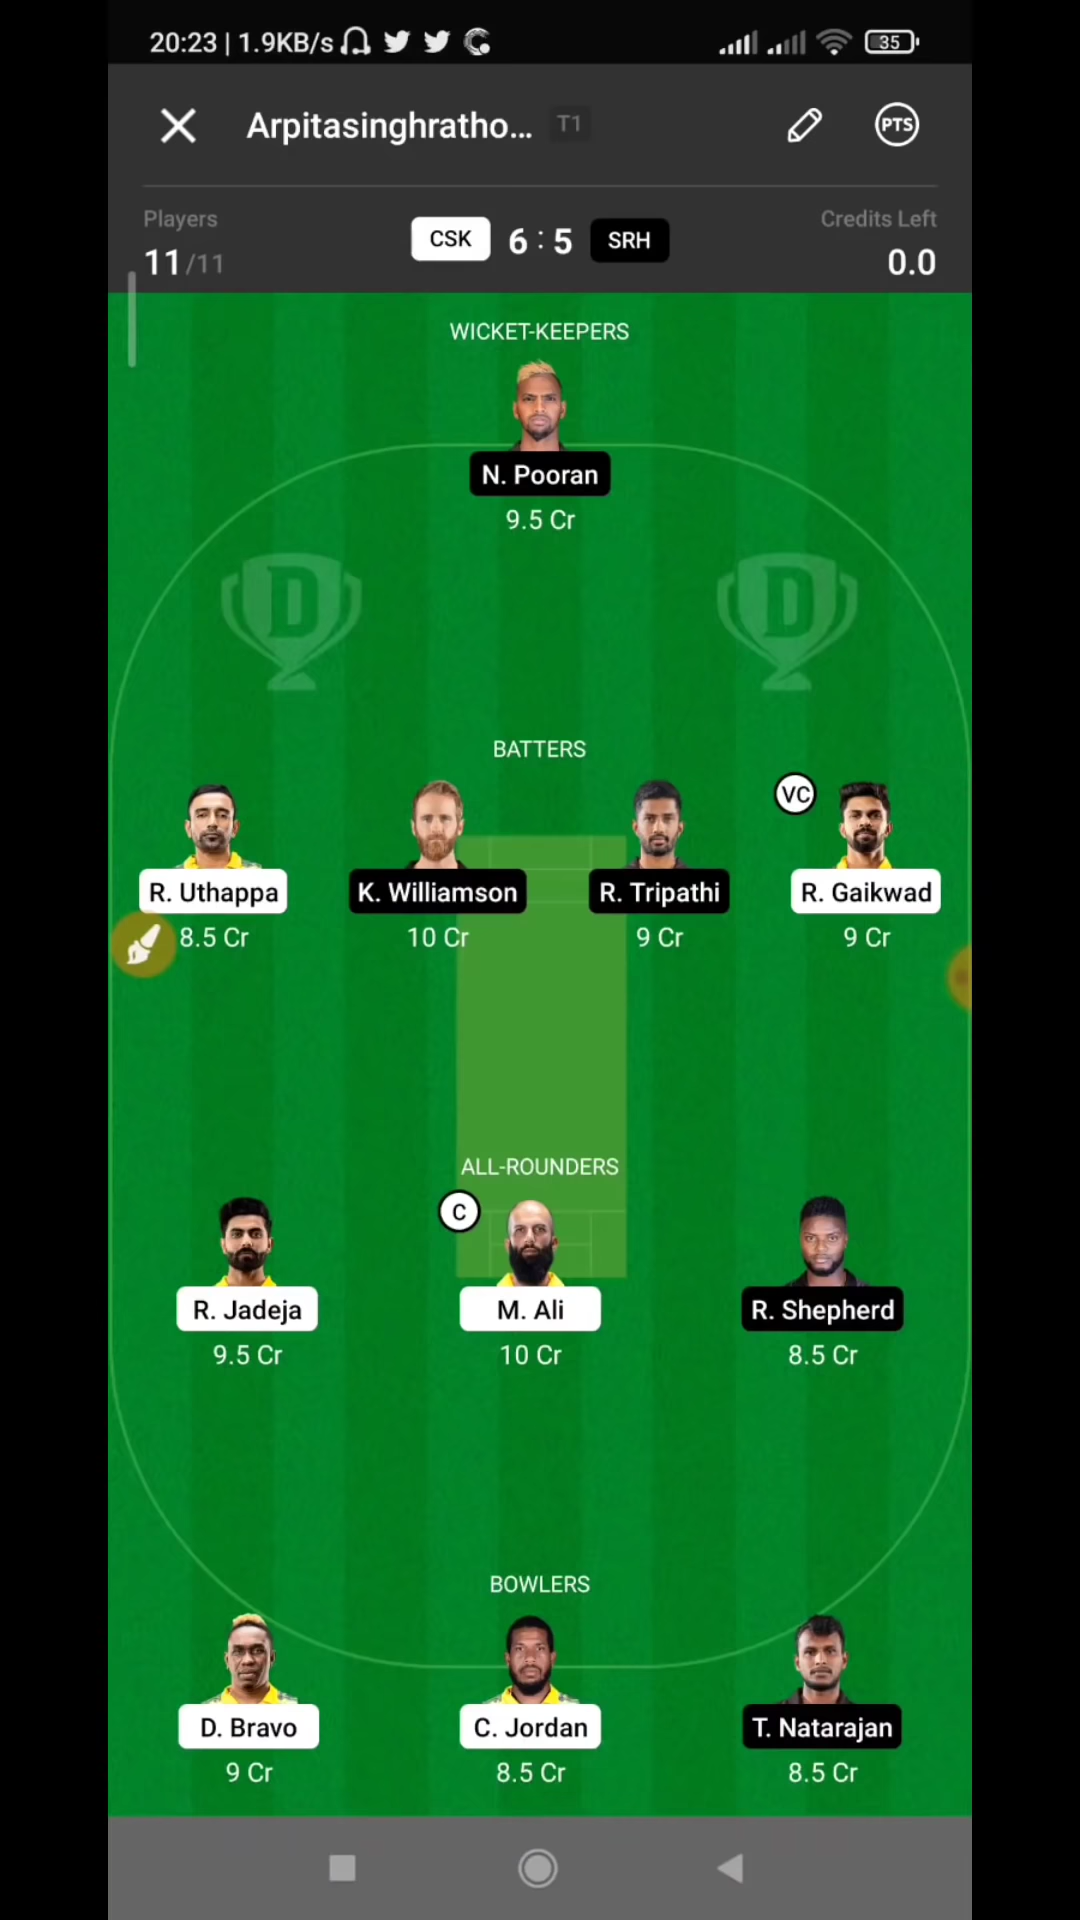 20:23 | 1.9KB/s 35
Arpitasinghratho... T1 PTS
Players Credits Left
11/11 CSK 6 : 5 SRH 0.0
WICKET-KEEPERS
N. Pooran
9.5 Cr
D D
BATTERS
VC
R. Uthappa K. Williamson R. Tripathi R. Gaikwad
8.5 Cr 10 Cr 9 Cr 9 Cr
ALL-ROUNDERS
C
R. Jadeja M. Ali R. Shepherd
9.5 Cr 10 Cr 8.5 Cr
BOWLERS
D. Bravo C. Jordan T. Natarajan
9 Cr 8.5 Cr 8.5 Cr